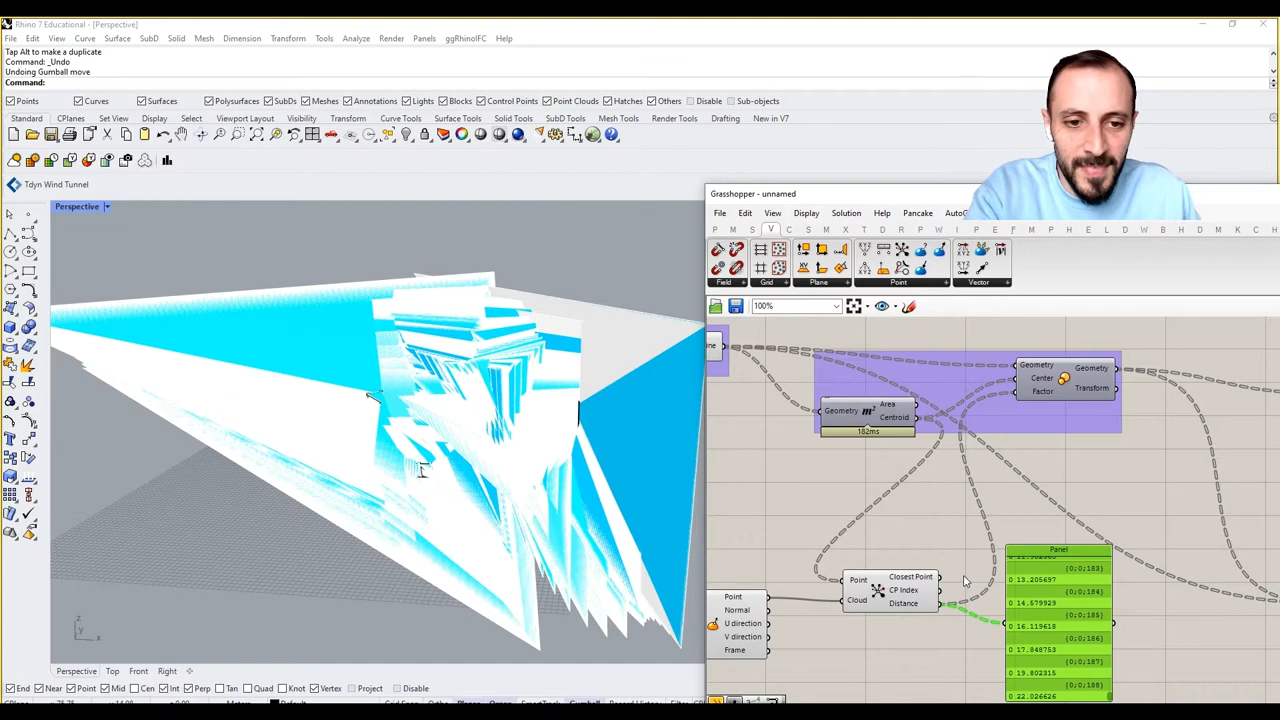 Rhino 7 Educational - [Perspective]
File Edit View Curve Surface SubD Solid Mesh Dimension Transform Tools Analyze Render Panels ggRhinoIFC Help
Tap Alt to make a duplicate
Command: _Undo
Undoing Gumball move
Command:
Points Curves Surfaces Polysurfaces SubDs Meshes Annotations Lights Blocks Control Points Point Clouds Hatches Others Disable Sub-objects
Standard CPlanes Set View Display Select Viewport Layout Visibility Transform Curve Tools Surface Tools Solid Tools SubD Tools Mesh Tools Render Tools Drafting New in V7
Tdyn Wind Tunnel
Perspective
Grasshopper - unnamed
File Edit View Display Solution Help Pancake
P M S V C S M X T D R P W M P H E M P H E L D
Field Grid Plane Point Vector
100%
ine
Geometry
Center
Factor
Geometry
Transform
Geometry
Area
Centroid
182ms
Point
Cloud
Closest Point
CP Index
Distance
Point
Normal
U direction
V direction
Frame
Panel
{0;0;183}
0 13.205697
{0;0;184}
0 14.579929
{0;0;185}
0 16.119618
{0;0;186}
0 17.848753
{0;0;187}
0 19.802315
{0;0;188}
0 22.026626
z
y
x
Perspective Top Front Right
End Near Point Mid Cen Int Perp Tan Quad Knot Vertex Project Disable